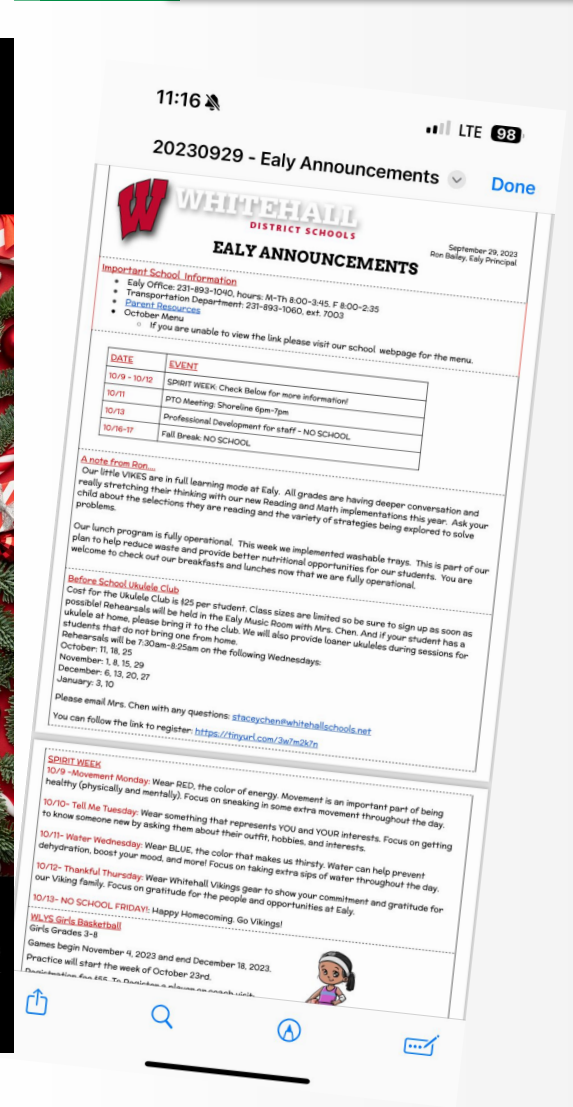 11:16
LTE 98
20230929 - Ealy Announcements
Done
W
WHITEHALL
DISTRICT SCHOOLS
September 29, 2023
Ron Bailey, Ealy Principal
EALY ANNOUNCEMENTS
Important School Information
• Ealy Office: 231-893-1040, hours: M-Th 8:00-3:45, F 8:00-2:35
• Transportation Department: 231-893-1060, ext. 7003
• Parent Resources
• October Menu
○ If you are unable to view the link please visit our school webpage for the menu.
DATE EVENT
10/9 - 10/12 SPIRIT WEEK: Check Below for more information!
10/11 PTO Meeting: Shoreline 6pm-7pm
10/13 Professional Development for staff - NO SCHOOL
10/16-17 Fall Break: NO SCHOOL
A note from Ron....
Our little VIKES are in full learning mode at Ealy. All grades are having deeper conversation and
really stretching their thinking with our new Reading and Math implementations this year. Ask your
child about the selections they are reading and the variety of strategies being explored to solve
problems.
Our lunch program is fully operational. This week we implemented washable trays. This is part of our
plan to help reduce waste and provide better nutritional opportunities for our students. You are
welcome to check out our breakfasts and lunches now that we are fully operational.
Before School Ukulele Club
Cost for the Ukulele Club is $25 per student. Class sizes are limited so be sure to sign up as soon as
possible! Rehearsals will be held in the Ealy Music Room with Mrs. Chen. And if your student has a
ukulele at home, please bring it to the club. We will also provide loaner ukuleles during sessions for
students that do not bring one from home.
Rehearsals will be 7:30am-8:25am on the following Wednesdays:
October: 11, 18, 25
November: 1, 8, 15, 29
December: 6, 13, 20, 27
January: 3, 10
Please email Mrs. Chen with any questions: staceychen@whitehallschools.net
You can follow the link to register: https://tinyurl.com/3w7m2k7n
SPIRIT WEEK
10/9 -Movement Monday: Wear RED, the color of energy. Movement is an important part of being
healthy (physically and mentally). Focus on sneaking in some extra movement throughout the day.
10/10- Tell Me Tuesday: Wear something that represents YOU and YOUR interests. Focus on getting
to know someone new by asking them about their outfit, hobbies, and interests.
10/11- Water Wednesday: Wear BLUE, the color that makes us thirsty. Water can help prevent
dehydration, boost your mood, and more! Focus on taking extra sips of water throughout the day.
10/12- Thankful Thursday: Wear Whitehall Vikings gear to show your commitment and gratitude for
our Viking family. Focus on gratitude for the people and opportunities at Ealy.
10/13- NO SCHOOL FRIDAY!: Happy Homecoming. Go Vikings!
WLYS Girls Basketball
Girls Grades 3-8
Games begin November 4, 2023 and end December 18, 2023.
Practice will start the week of October 23rd.
Registration fee $55. To Register a player or coach visit: